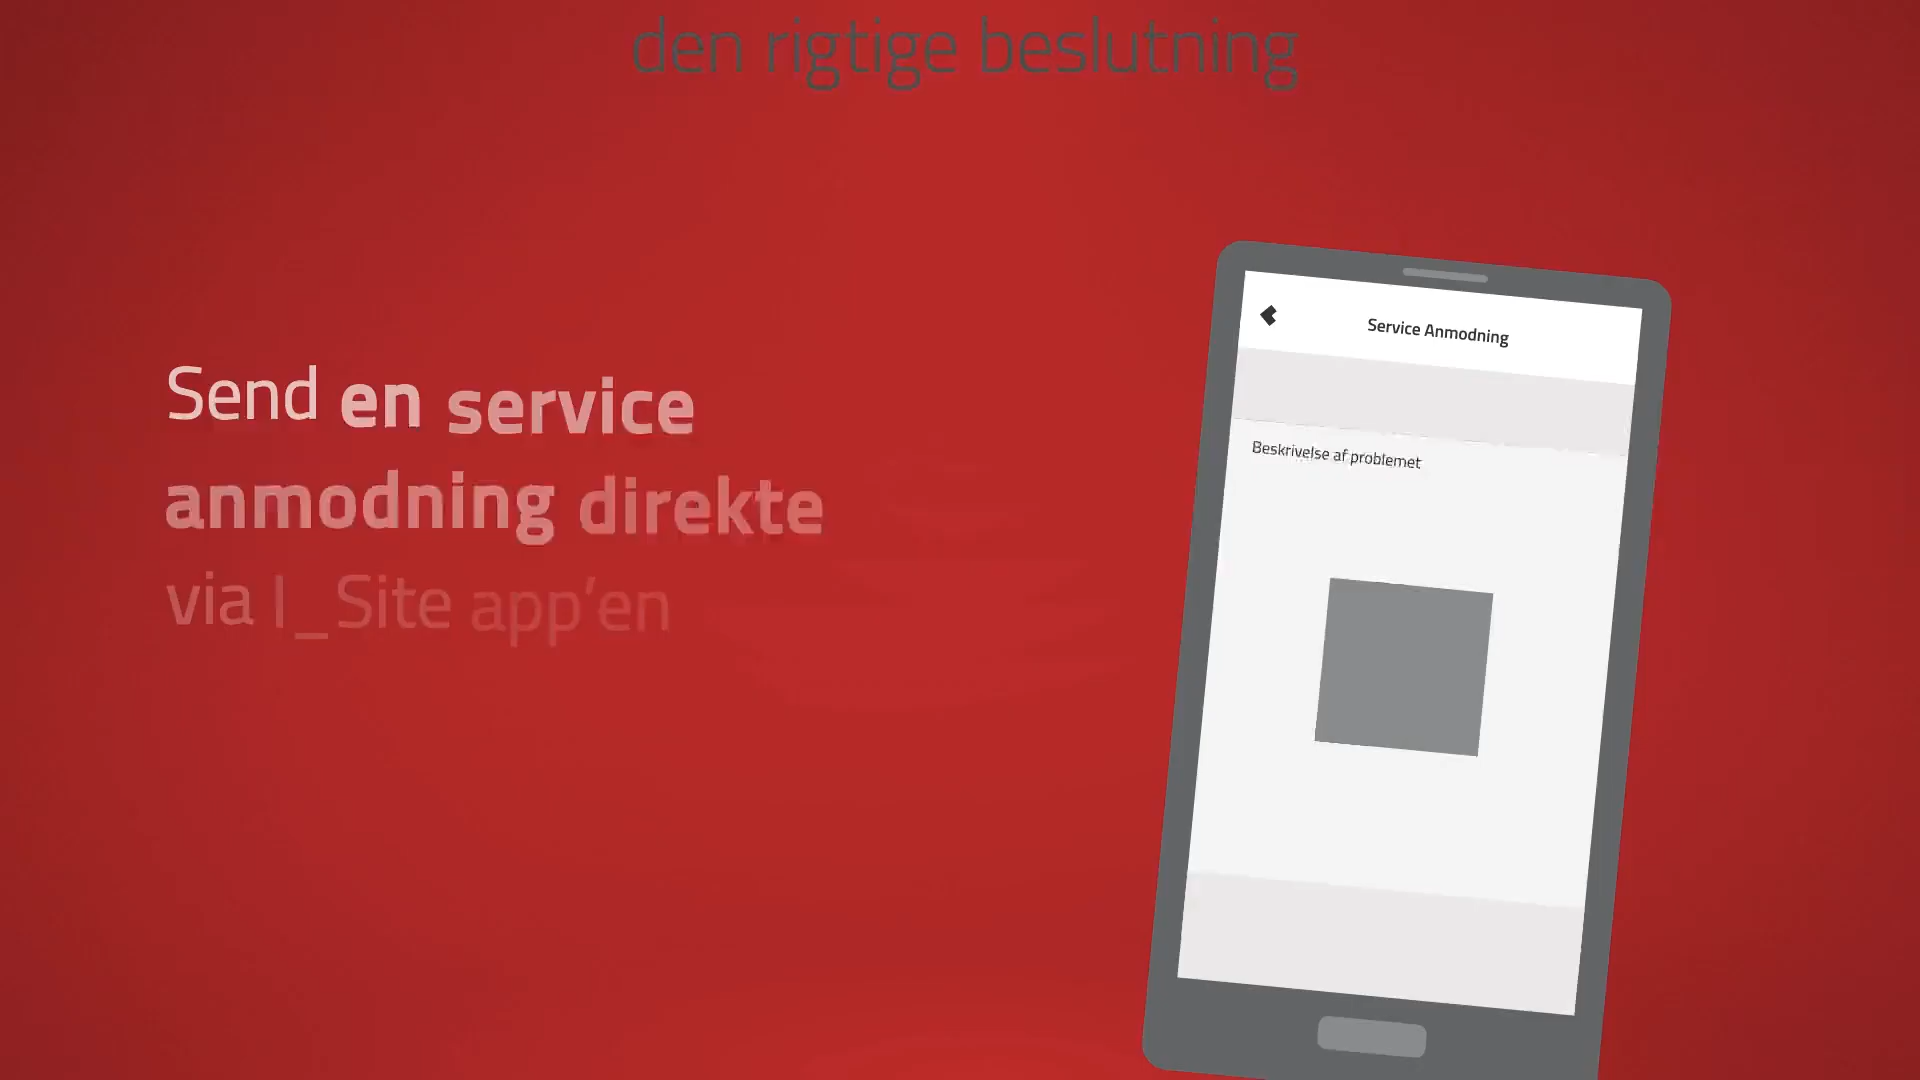 den rigtige beslutning
Send en service
anmodning direkte
via I_Site app'en
Service Anmodning
Beskrivelse af problemet